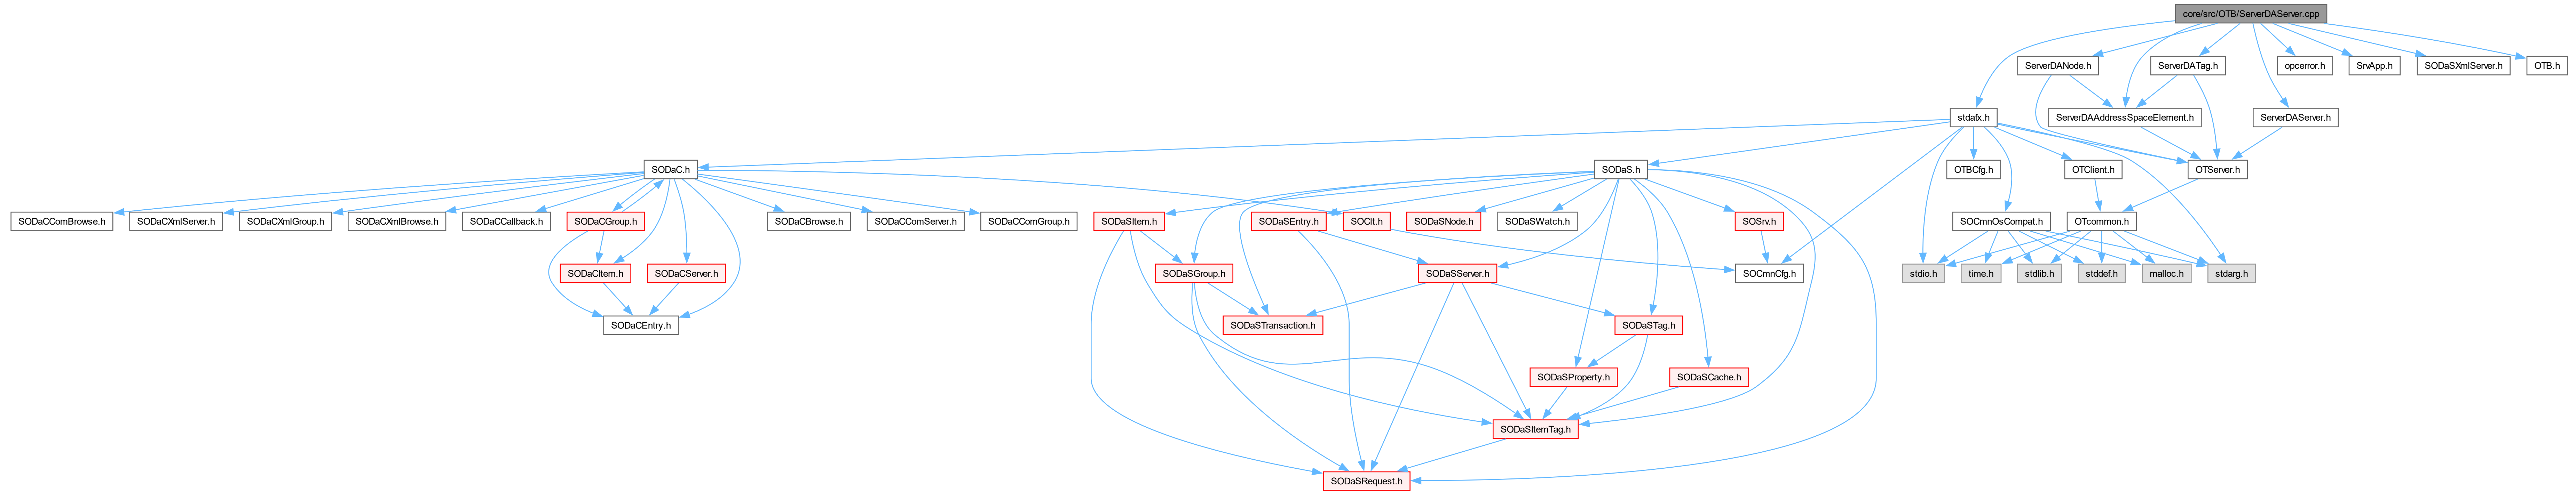 core/src/OTB/ServerDAServer.cpp
ServerDANode.h
ServerDATag.h
opcerror.h
SrvApp.h
SODaSXmlServer.h
OTB.h
stdafx.h
ServerDAAddressSpaceElement.h
ServerDAServer.h
SODaC.h
SODaS.h
OTBCfg.h
OTClient.h
OTServer.h
SODaCComBrowse.h
SODaCXmlServer.h
SODaCXmlGroup.h
SODaCXmlBrowse.h
SODaCCallback.h
SODaCGroup.h
SODaCBrowse.h
SODaCComServer.h
SODaCComGroup.h
SODaSItem.h
SODaSEntry.h
SOClt.h
SODaSNode.h
SODaSWatch.h
SOSrv.h
SOCmnOsCompat.h
OTcommon.h
SODaCItem.h
SODaCServer.h
SODaSGroup.h
SODaSServer.h
SOCmnCfg.h
stdio.h
time.h
stdlib.h
stddef.h
malloc.h
stdarg.h
SODaCEntry.h
SODaSTransaction.h
SODaSTag.h
SODaSProperty.h
SODaSCache.h
SODaSItemTag.h
SODaSRequest.h